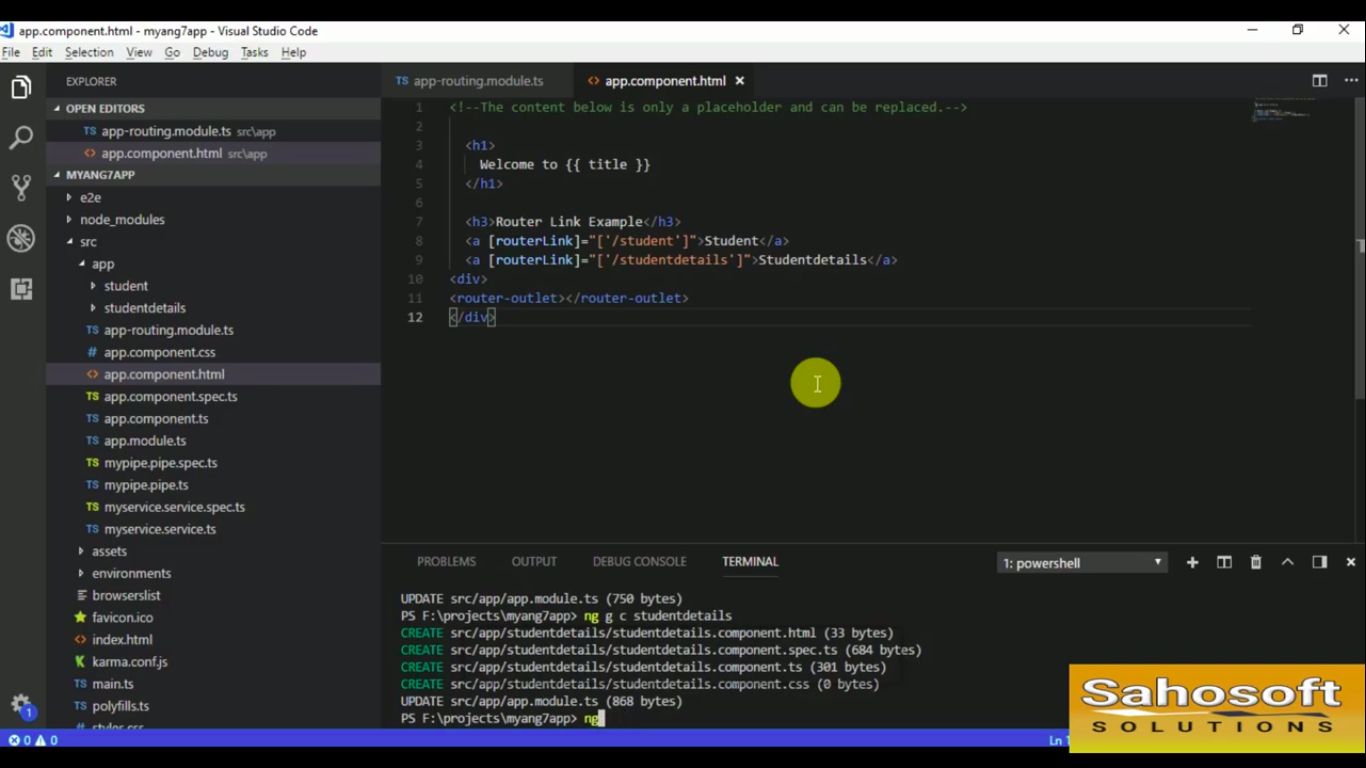 app.component.html - myang7app - Visual Studio Code
File Edit Selection View Go Debug Tasks Help
EXPLORER
OPEN EDITORS
TS app-routing.module.ts src\app
<> app.component.html src\app
MYANG7APP
e2e
node_modules
src
app
student
studentdetails
TS app-routing.module.ts
# app.component.css
<> app.component.html
TS app.component.spec.ts
TS app.component.ts
TS app.module.ts
TS mypipe.pipe.spec.ts
TS mypipe.pipe.ts
TS myservice.service.spec.ts
TS myservice.service.ts
assets
environments
browserslist
favicon.ico
<> index.html
K karma.conf.js
TS main.ts
TS polyfills.ts
styles.css
1
TS app-routing.module.ts
<> app.component.html ×
1 <!--The content below is only a placeholder and can be replaced.-->
2
3 <h1>
4 Welcome to {{ title }}
5 </h1>
6
7 <h3>Router Link Example</h3>
8 <a [routerLink]="['/student']">Student</a>
9 <a [routerLink]="['/studentdetails']">Studentdetails</a>
10 <div>
11 <router-outlet></router-outlet>
12 </div>
PROBLEMS OUTPUT DEBUG CONSOLE TERMINAL
1: powershell
UPDATE src/app/app.module.ts (750 bytes)
PS F:\projects\myang7app> ng g c studentdetails
CREATE src/app/studentdetails/studentdetails.component.html (33 bytes)
CREATE src/app/studentdetails/studentdetails.component.spec.ts (684 bytes)
CREATE src/app/studentdetails/studentdetails.component.ts (301 bytes)
CREATE src/app/studentdetails/studentdetails.component.css (0 bytes)
UPDATE src/app/app.module.ts (868 bytes)
PS F:\projects\myang7app> ng
0 0
Ln
Sahosoft
SOLUTIONS